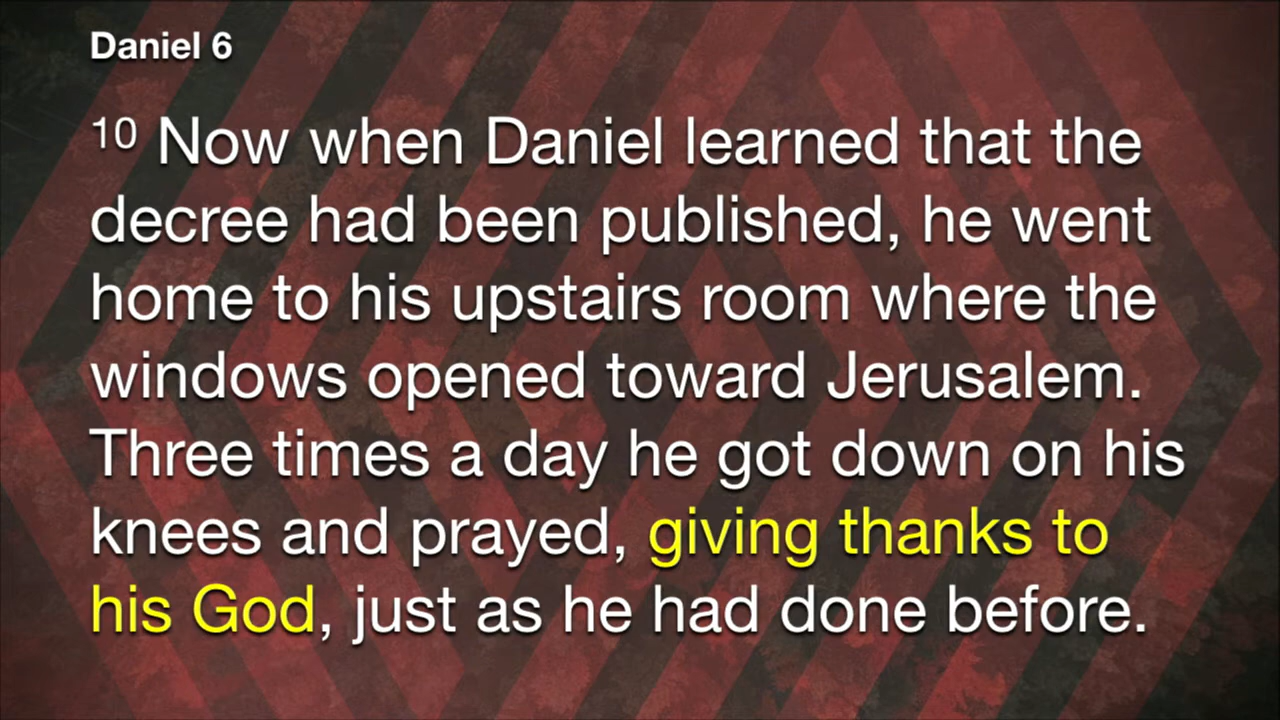 Daniel 6
10 Now when Daniel learned that the
decree had been published, he went
home to his upstairs room where the
windows opened toward Jerusalem.
Three times a day he got down on his
knees and prayed, giving thanks to
his God, just as he had done before.